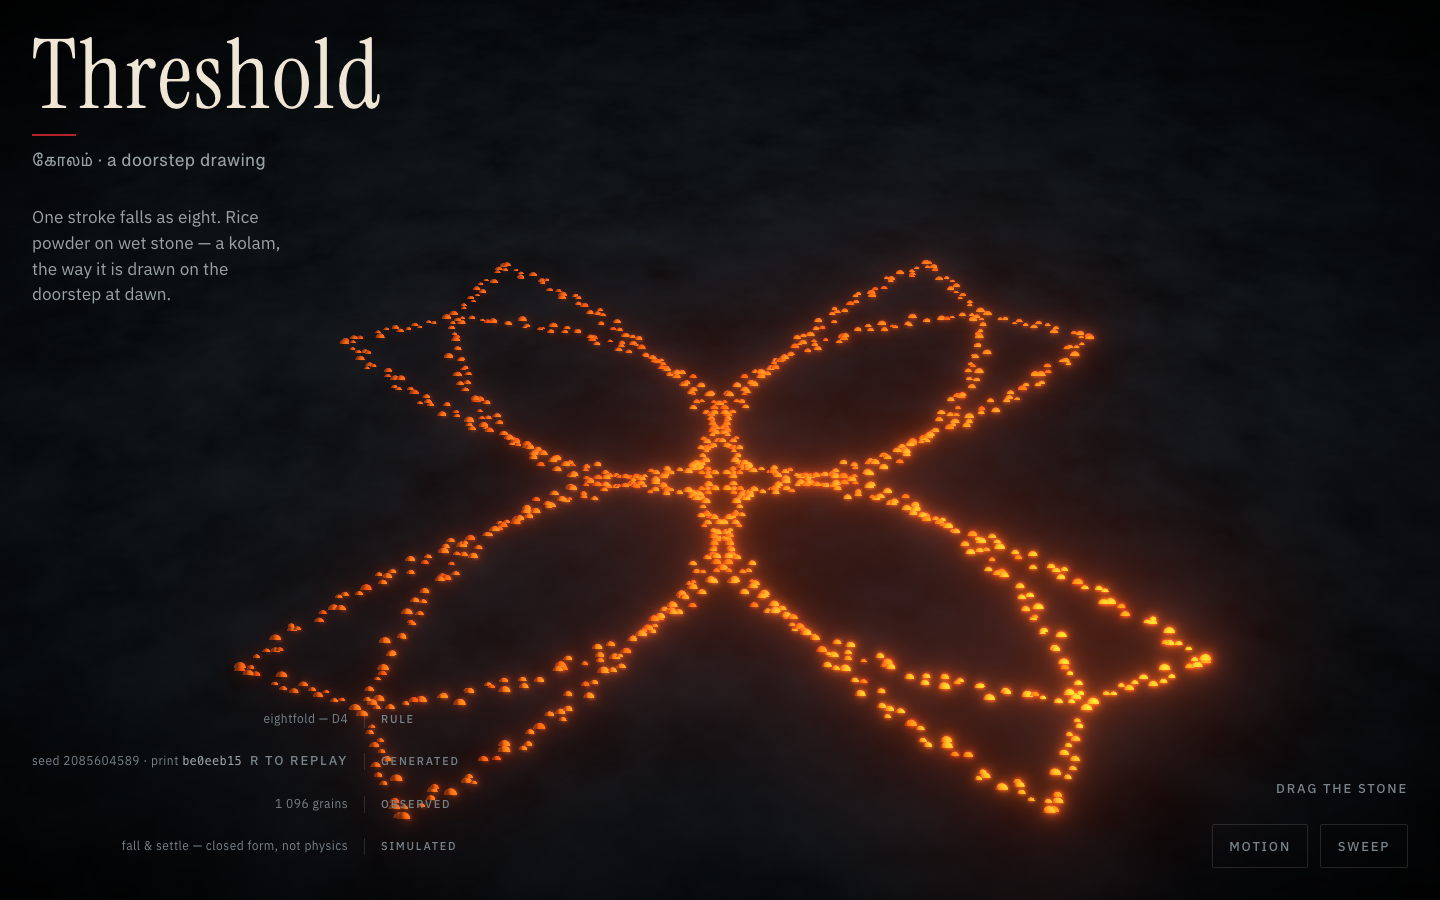 Threshold
கோலம் · a doorstep drawing
One stroke falls as eight. Rice
powder on wet stone — a kolam,
the way it is drawn on the
doorstep at dawn.
eightfold — D4 RULE
seed 2085604589 · print be0eeb15 R TO REPLAY GENERATED
1 096 grains OBSERVED
fall & settle — closed form, not physics SIMULATED
DRAG THE STONE
MOTION SWEEP